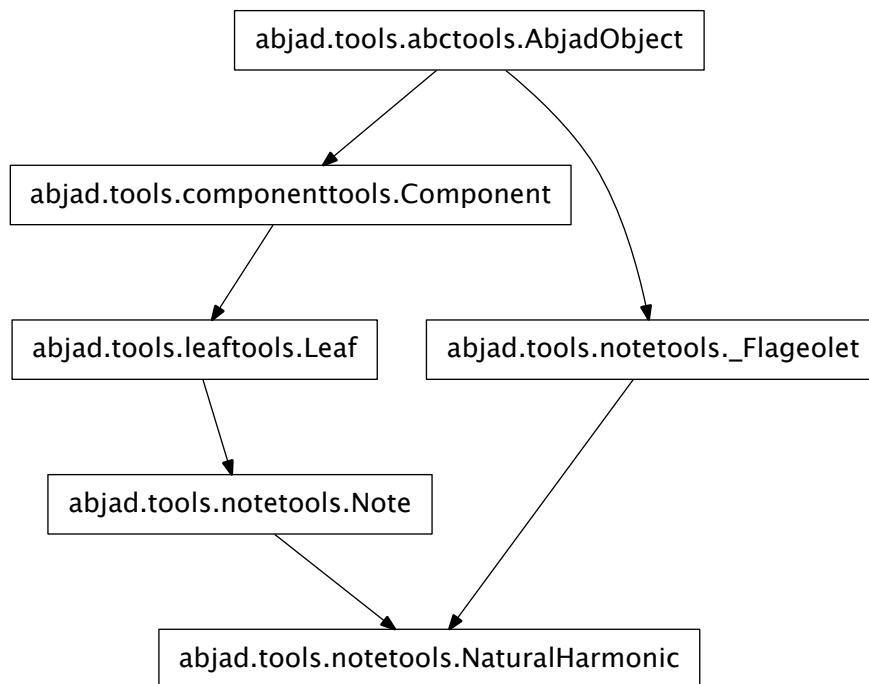 abjad.tools.abctools.AbjadObject
abjad.tools.componenttools.Component
abjad.tools.leaftools.Leaf
abjad.tools.notetools._Flageolet
abjad.tools.notetools.Note
abjad.tools.notetools.NaturalHarmonic